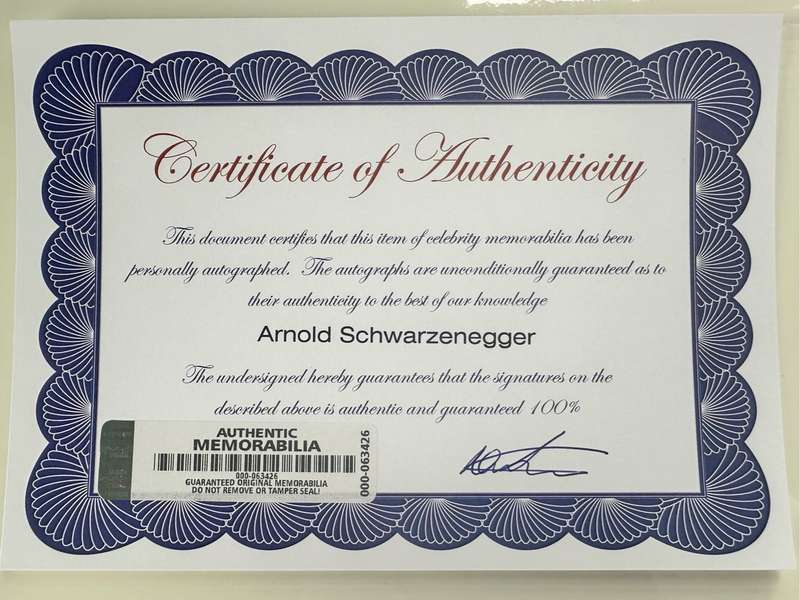 Certificate of Authenticity
This document certifies that this item of celebrity memorabilia has been
personally autographed. The autographs are unconditionally guaranteed as to
their authenticity to the best of our knowledge
Arnold Schwarzenegger
The undersigned hereby guarantees that the signatures on the
described above is authentic and guaranteed 100%
AUTHENTIC
MEMORABILIA
000-063426
GUARANTEED ORIGINAL MEMORABILIA
DO NOT REMOVE OR TAMPER SEAL!
000-063426